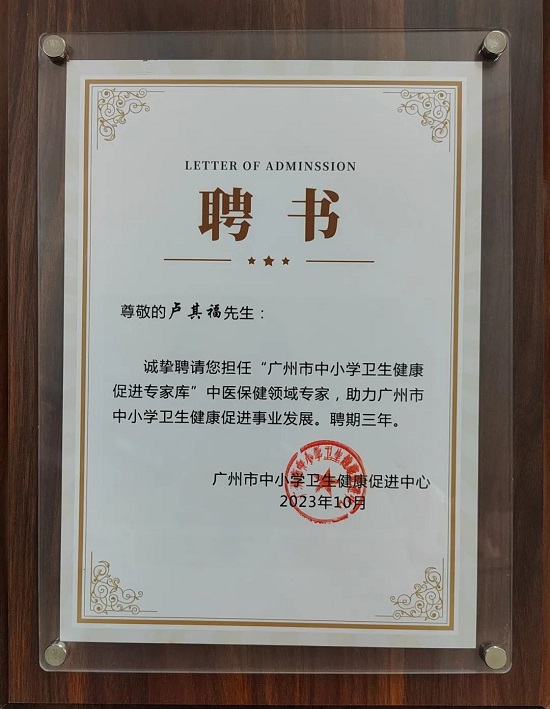 LETTER OF ADMINSSION
聘书
尊敬的卢其福先生：
诚挚聘请您担任“广州市中小学卫生健康
促进专家库”中医保健领域专家，助力广州市
中小学卫生健康促进事业发展。聘期三年。
广州市中小学卫生健康促进中心
2023年10月